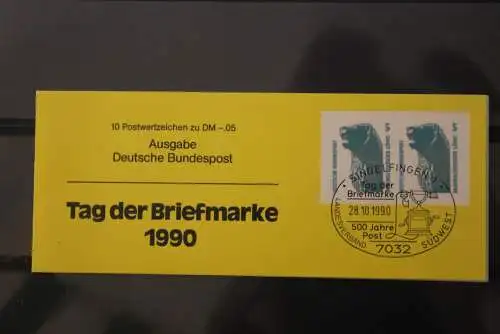 10 Postwertzeichen zu DM -.05
Ausgabe
Deutsche Bundespost
Tag der Briefmarke
1990
SINDELFINGEN 1
Tag der
Briefmarke
28.10.1990
500 Jahre
Post
LANDESVERBAND SÜDWEST
7032